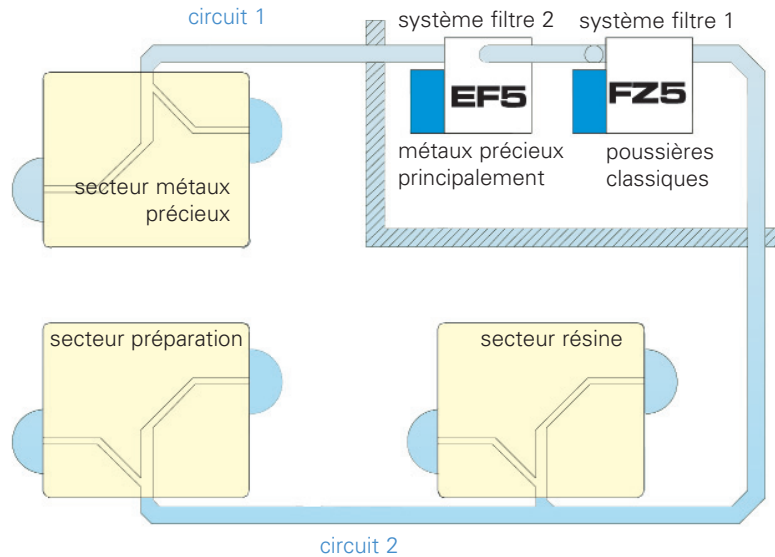 circuit 1
système filtre 2
système filtre 1
EF5
FZ5
métaux précieux
principalement
poussières
classiques
secteur métaux
précieux
secteur préparation
secteur résine
circuit 2